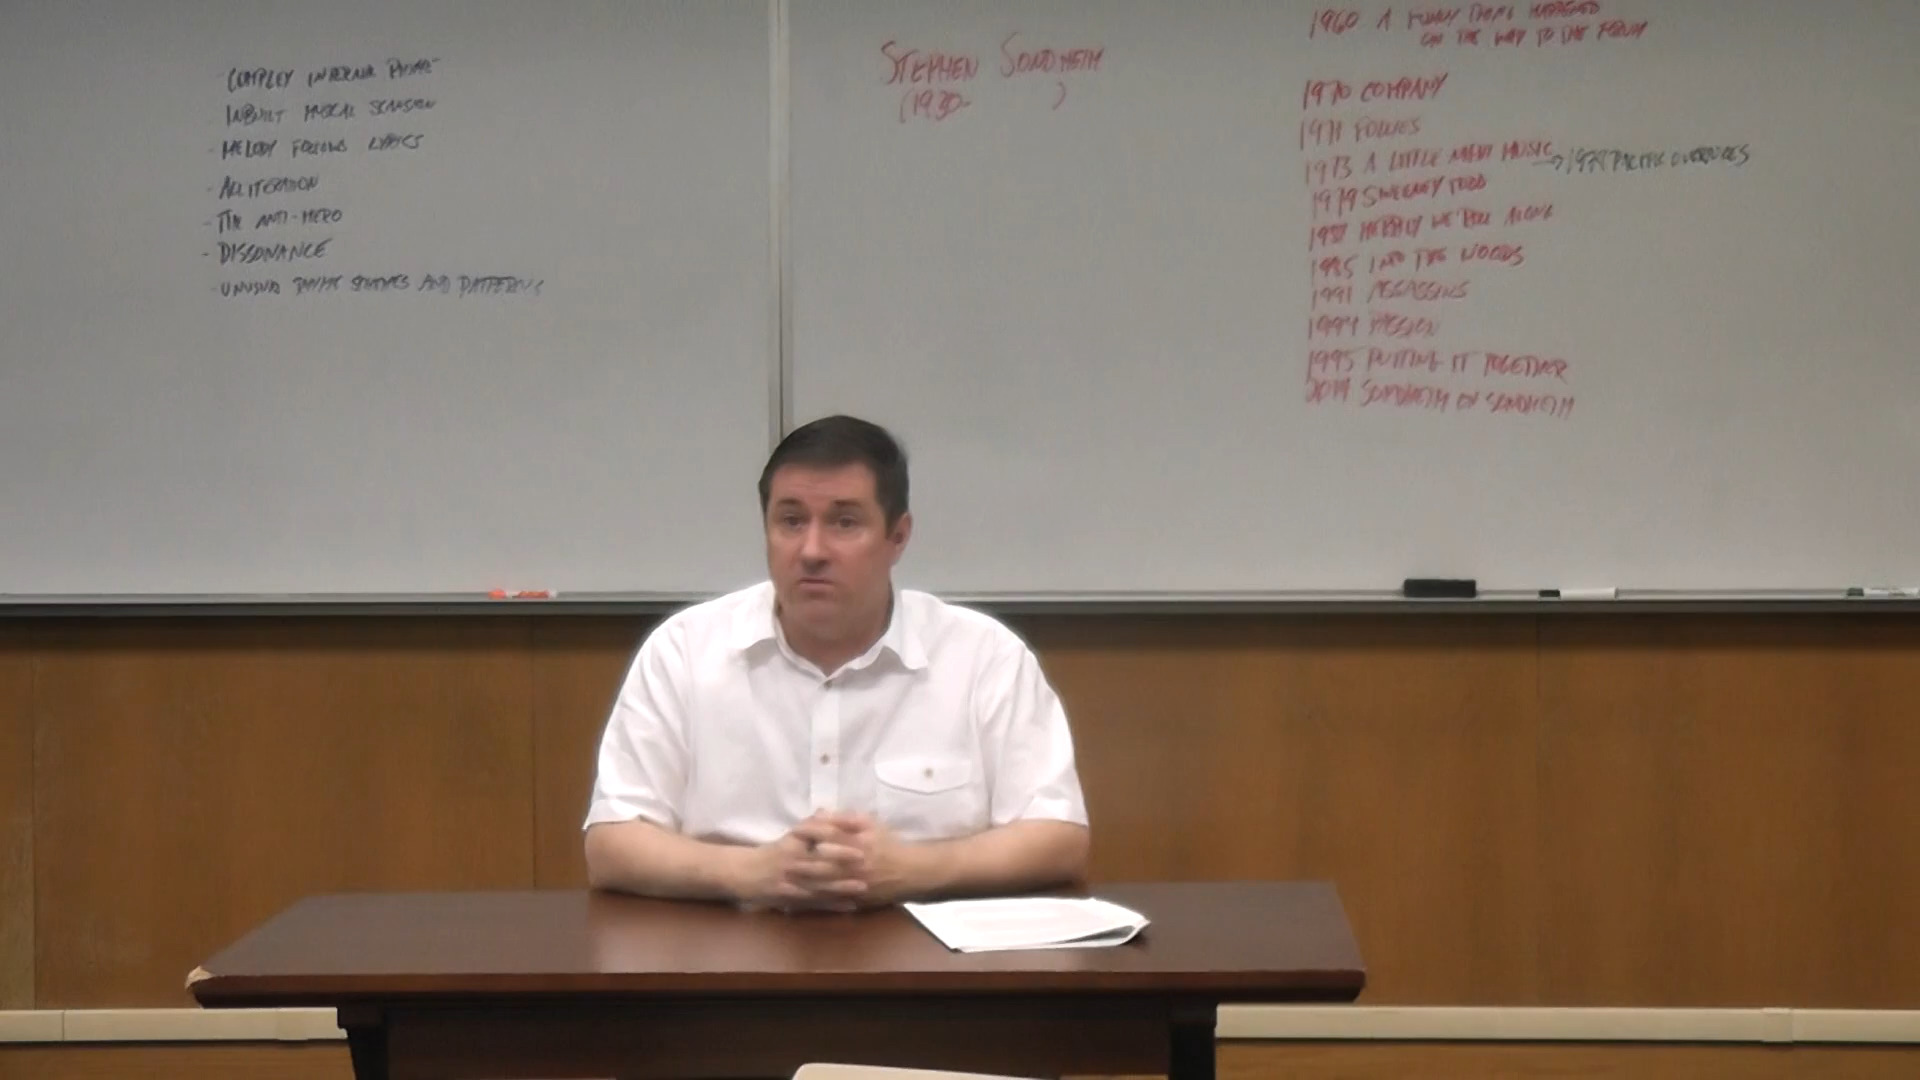 - COMPLEX INTERNAL RHYME
- INBUILT MUSICAL SCANSION
- MELODY FOLLOWS LYRICS
- ALLITERATION
- THE ANTI-HERO
- DISSONANCE
- UNUSUAL RHYME SCHEMES AND PATTERNS
STEPHEN SONDHEIM
(1930- )
1960 A FUNNY THING HAPPENED
ON THE WAY TO THE FORUM
1970 COMPANY
1971 FOLLIES
1973 A LITTLE NIGHT MUSIC → PACIFIC OVERTURES
1979 SWEENEY TODD
MERRILY WE ROLL ALONG
1985 INTO THE WOODS
1991 ASSASSINS
1994 PASSION
1995 PUTTING IT TOGETHER
SONDHEIM ON SONDHEIM